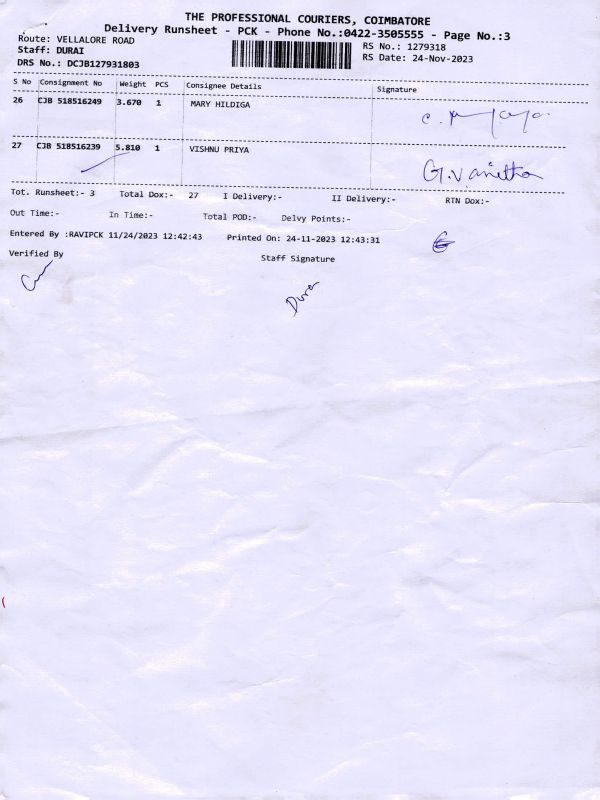 THE PROFESSIONAL COURIERS, COIMBATORE
Delivery Runsheet - PCK - Phone No.:0422-3505555 - Page No.:3
Route: VELLALORE ROAD
RS No.: 1279318
Staff: DURAI
RS Date: 24-Nov-2023
DRS No.: DCJB127931803
S No Consignment No Weight PCS Consignee Details Signature
26 CJB 518516249 3.670 1 MARY HILDIGA
27 CJB 518516239 5.810 1 VISHNU PRIYA G.Vanitha
Tot. Runsheet:- 3 Total Dox:- 27 I Delivery:- II Delivery:- RTN Dox:-
Out Time:- In Time:- Total POD:- Delvy Points:-
Entered By :RAVIPCK 11/24/2023 12:42:43 Printed On: 24-11-2023 12:43:31
Verified By Staff Signature
Durai